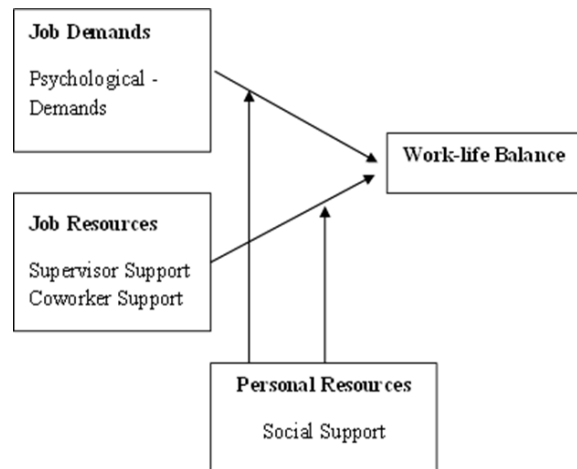 Job Demands
Psychological -
Demands
Work-life Balance
Job Resources
Supervisor Support
Coworker Support
Personal Resources
Social Support